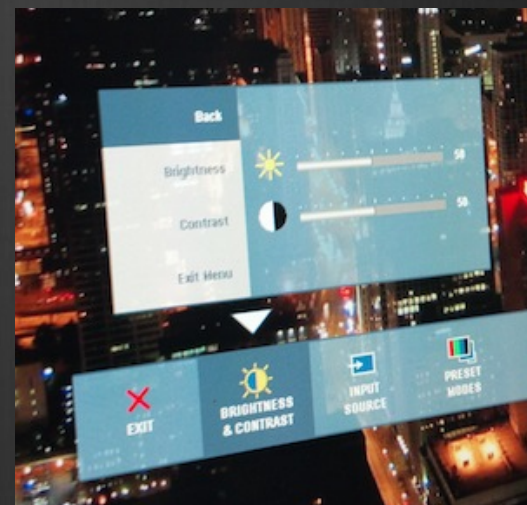 Back
Brightness
50
Contrast
50
Exit Menu
EXIT
BRIGHTNESS
& CONTRAST
INPUT
SOURCE
PRESET
MODES